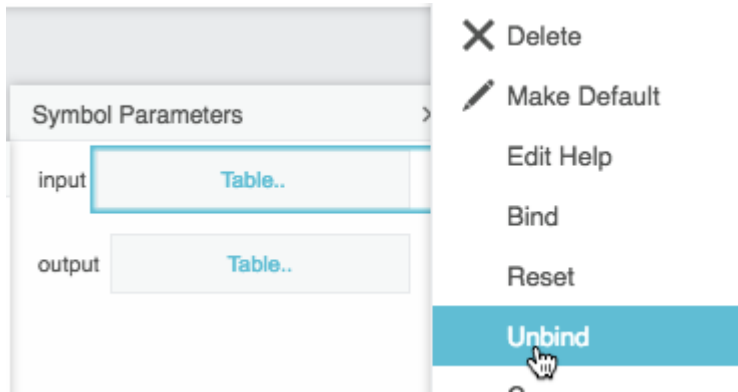 Symbol Parameters
input Table..
output Table..
Delete
Make Default
Edit Help
Bind
Reset
Unbind